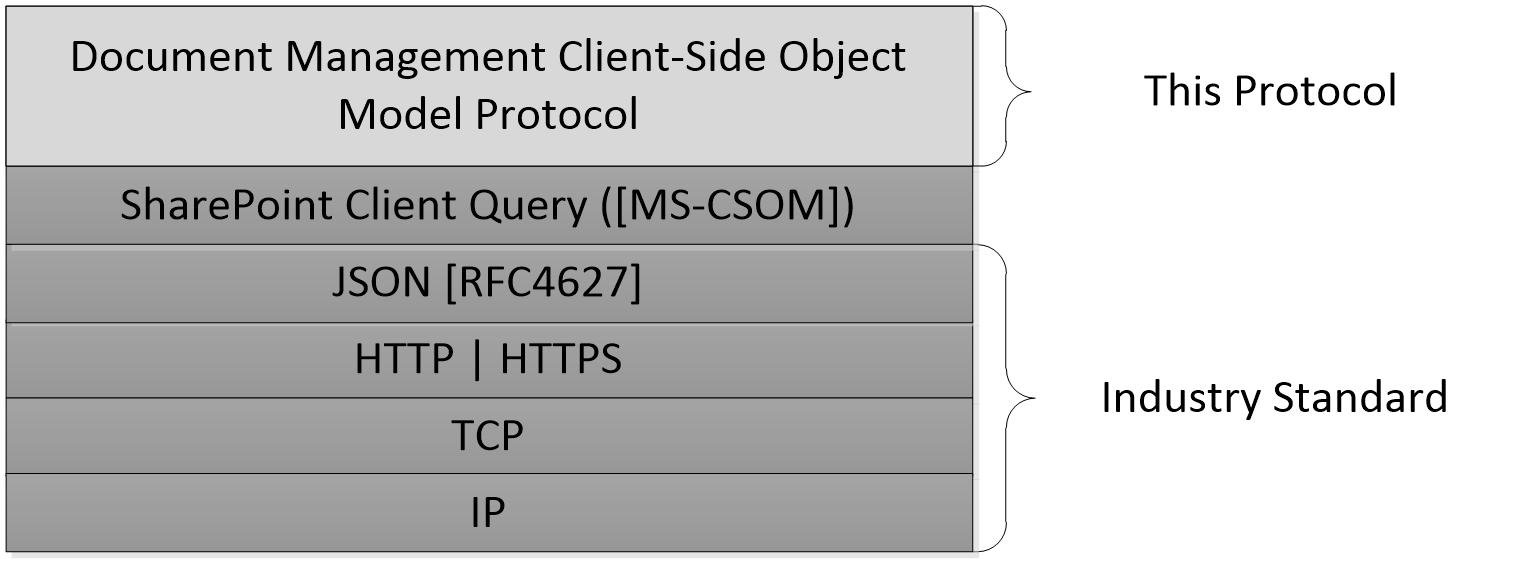 Document Management Client-Side Object
Model Protocol
This Protocol
SharePoint Client Query ([MS-CSOM])
JSON [RFC4627]
HTTP | HTTPS
Industry Standard
TCP
IP